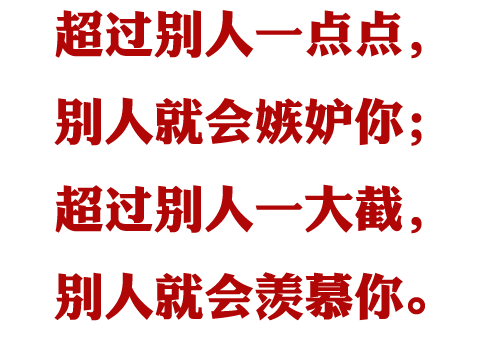 超过别人一点点，
别人就会嫉妒你；
超过别人一大截，
别人就会羡慕你。